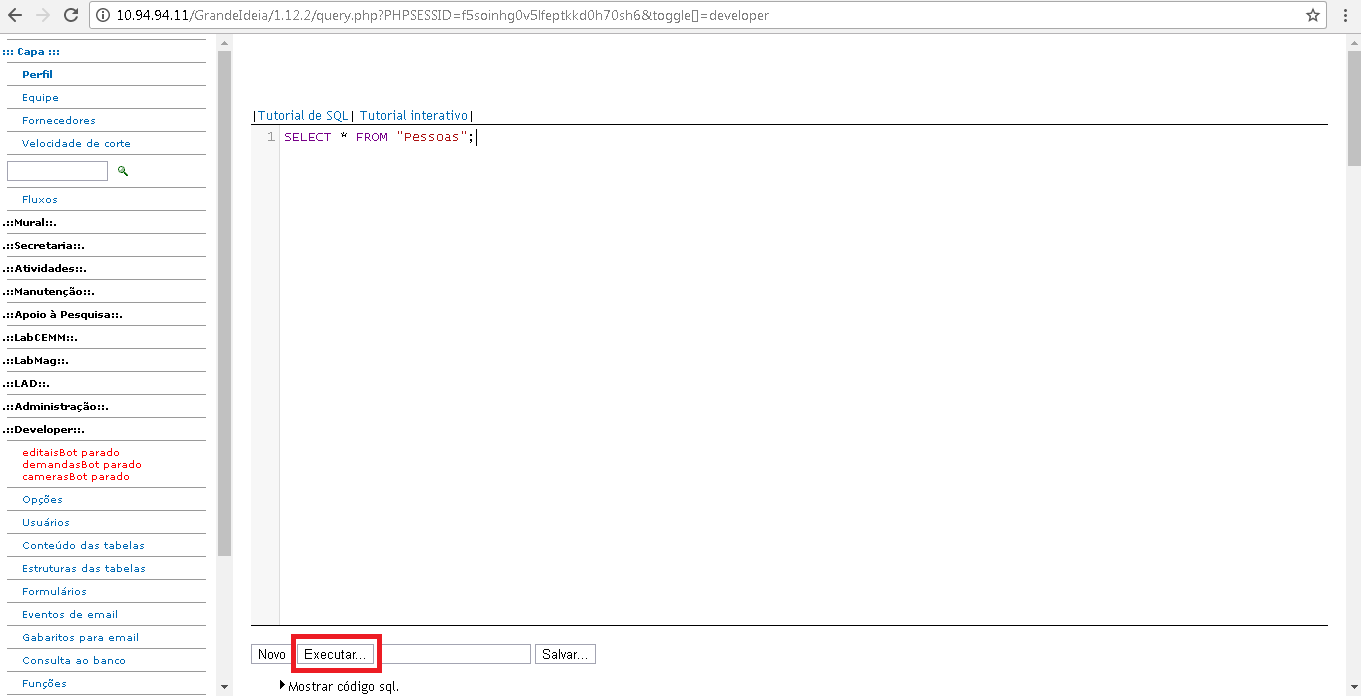 10.94.94.11/GrandeIdeia/1.12.2/query.php?PHPSESSID=f5soinhg0v5lfeptkkd0h70sh6&toggle[]=developer
::: Capa :::
Perfil
Equipe
Fornecedores
Velocidade de corte
Fluxos
.::Mural::.
.::Secretaria::.
.::Atividades::.
.::Manutenção::.
.::Apoio à Pesquisa::.
.::LabCEMM::.
.::LabMag::.
.::LAD::.
.::Administração::.
.::Developer::.
editaisBot parado
demandasBot parado
camerasBot parado
Opções
Usuários
Conteúdo das tabelas
Estruturas das tabelas
Formulários
Eventos de email
Gabaritos para email
Consulta ao banco
Funções
|Tutorial de SQL| Tutorial interativo|
1 SELECT * FROM "Pessoas";
Novo Executar... Salvar...
Mostrar código sql.